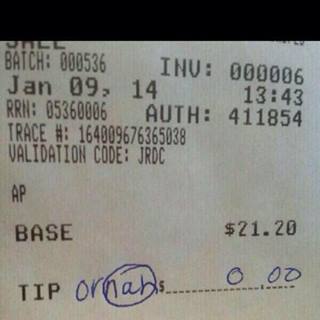 SALE
BATCH: 000536 INV: 000006
Jan 09, 14 13:43
RRN: 05360006 AUTH: 411854
TRACE #: 164009676365038
VALIDATION CODE: JRDC
AP
BASE $21.20
TIP or nah $ 0 00